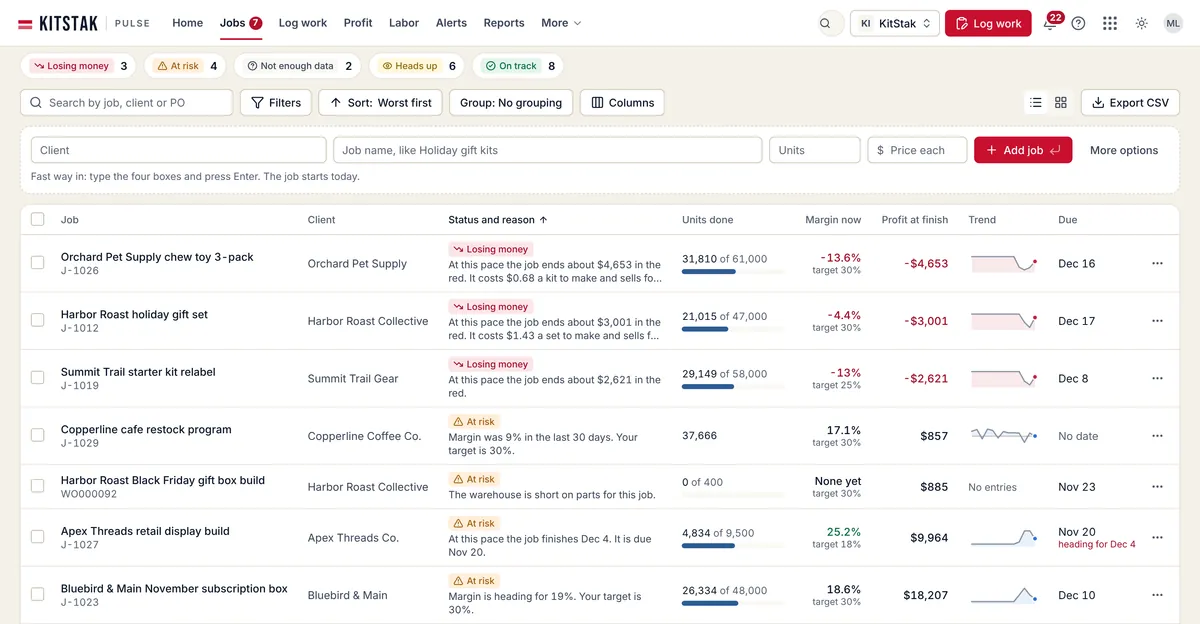 KITSTAK PULSE Home Jobs 7 Log work Profit Labor Alerts Reports More KI KitStak Log work 22 ML
Losing money 3 At risk 4 Not enough data 2 Heads up 6 On track 8
Search by job, client or PO Filters Sort: Worst first Group: No grouping Columns Export CSV
Client Job name, like Holiday gift kits Units $ Price each + Add job More options
Fast way in: type the four boxes and press Enter. The job starts today.
Job Client Status and reason Units done Margin now Profit at finish Trend Due
Orchard Pet Supply chew toy 3-pack
J-1026
Orchard Pet Supply
Losing money
At this pace the job ends about $4,653 in the
red. It costs $0.68 a kit to make and sells fo...
31,810 of 61,000
-13.6%
target 30%
-$4,653
Dec 16
Harbor Roast holiday gift set
J-1012
Harbor Roast Collective
Losing money
At this pace the job ends about $3,001 in the
red. It costs $1.43 a set to make and sells f...
21,015 of 47,000
-4.4%
target 30%
-$3,001
Dec 17
Summit Trail starter kit relabel
J-1019
Summit Trail Gear
Losing money
At this pace the job ends about $2,621 in the
red.
29,149 of 58,000
-13%
target 25%
-$2,621
Dec 8
Copperline cafe restock program
J-1029
Copperline Coffee Co.
At risk
Margin was 9% in the last 30 days. Your
target is 30%.
37,666
17.1%
target 30%
$857
No date
Harbor Roast Black Friday gift box build
WO000092
Harbor Roast Collective
At risk
The warehouse is short on parts for this job.
0 of 400
None yet
target 30%
$885
No entries
Nov 23
Apex Threads retail display build
J-1027
Apex Threads Co.
At risk
At this pace the job finishes Dec 4. It is due
Nov 20.
4,834 of 9,500
25.2%
target 18%
$9,964
Nov 20
heading for Dec 4
Bluebird & Main November subscription box
J-1023
Bluebird & Main
At risk
Margin is heading for 19%. Your target is
30%.
26,334 of 48,000
18.6%
target 30%
$18,207
Dec 10